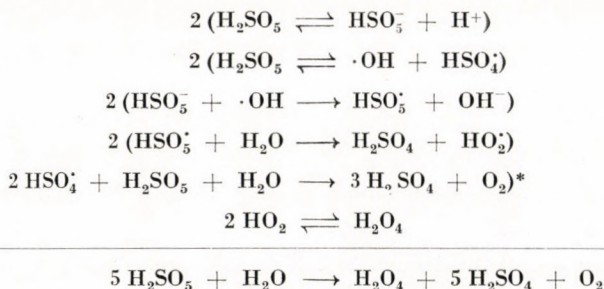 2 (H₂SO₅ ⇌ HSO₅⁻ + H⁺)
2 (H₂SO₅ ⇌ ·OH + HSO₄˙)
2 (HSO₅⁻ + ·OH ⟶ HSO₅˙ + OH⁻)
2 (HSO₅˙ + H₂O ⟶ H₂SO₄ + HO₂˙)
2 HSO₄˙ + H₂SO₅ + H₂O ⟶ 3 H₂SO₄ + O₂)*
2 HO₂ ⇌ H₂O₄
5 H₂SO₅ + H₂O ⟶ H₂O₄ + 5 H₂SO₄ + O₂